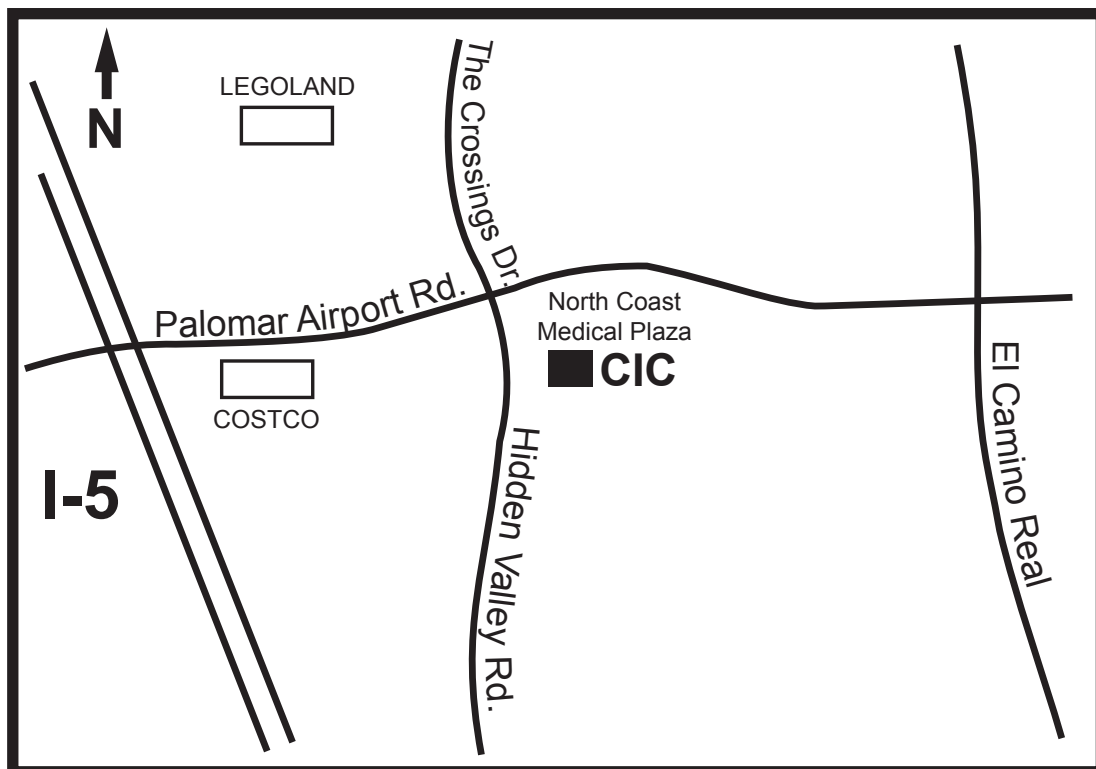 N
LEGOLAND
The Crossings Dr.
Palomar Airport Rd.
North Coast
Medical Plaza
CIC
COSTCO
I-5
Hidden Valley Rd.
El Camino Real